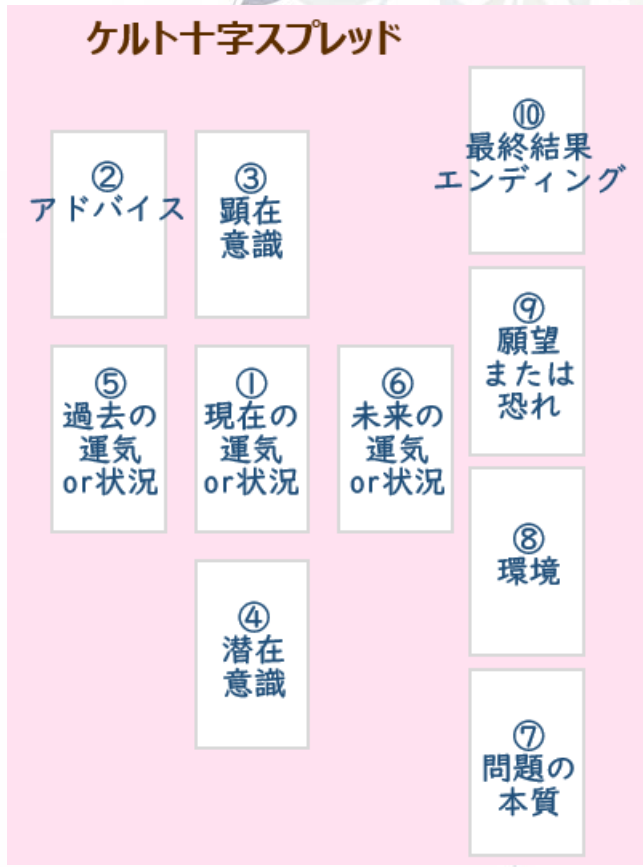 ケルト十字スプレッド
①
現在の
運気
or状況
②
アドバイス
③
顕在
意識
④
潜在
意識
⑤
過去の
運気
or状況
⑥
未来の
運気
or状況
⑦
問題の
本質
⑧
環境
⑨
願望
または
恐れ
⑩
最終結果
エンディング